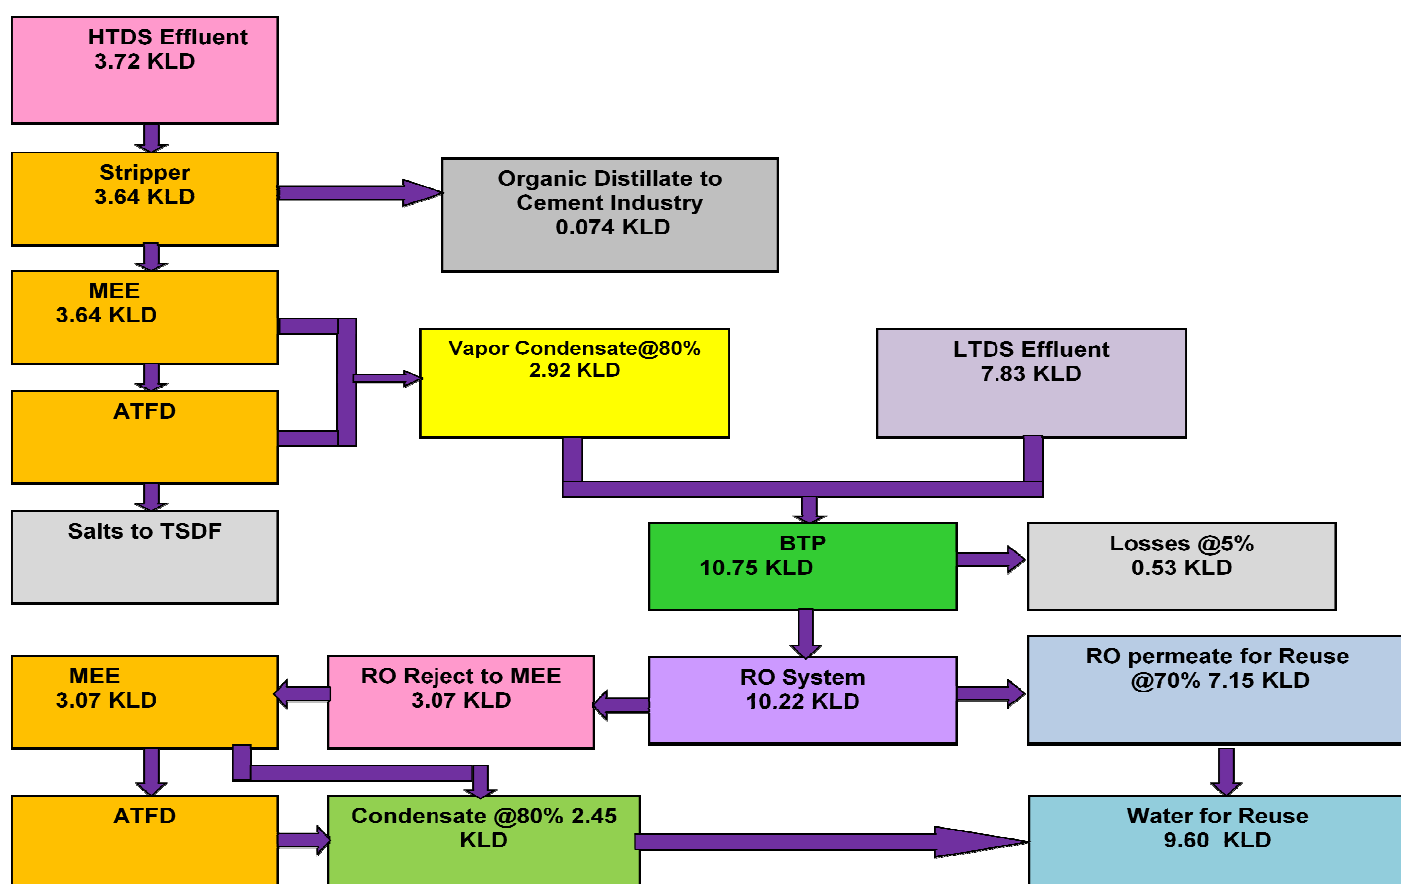 HTDS Effluent
3.72 KLD
Stripper
3.64 KLD
Organic Distillate to
Cement Industry
0.074 KLD
MEE
3.64 KLD
Vapor Condensate@80%
2.92 KLD
LTDS Effluent
7.83 KLD
ATFD
Salts to TSDF
BTP
10.75 KLD
Losses @5%
0.53 KLD
MEE
3.07 KLD
RO Reject to MEE
3.07 KLD
RO System
10.22 KLD
RO permeate for Reuse
@70% 7.15 KLD
ATFD
Condensate @80% 2.45
KLD
Water for Reuse
9.60 KLD